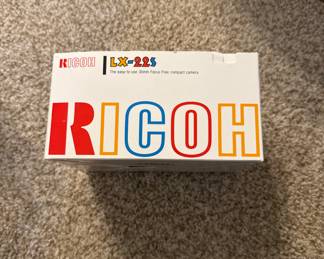 RICOH LX-22S
The easy to use 35mm Focus Free compact camera
RICOH